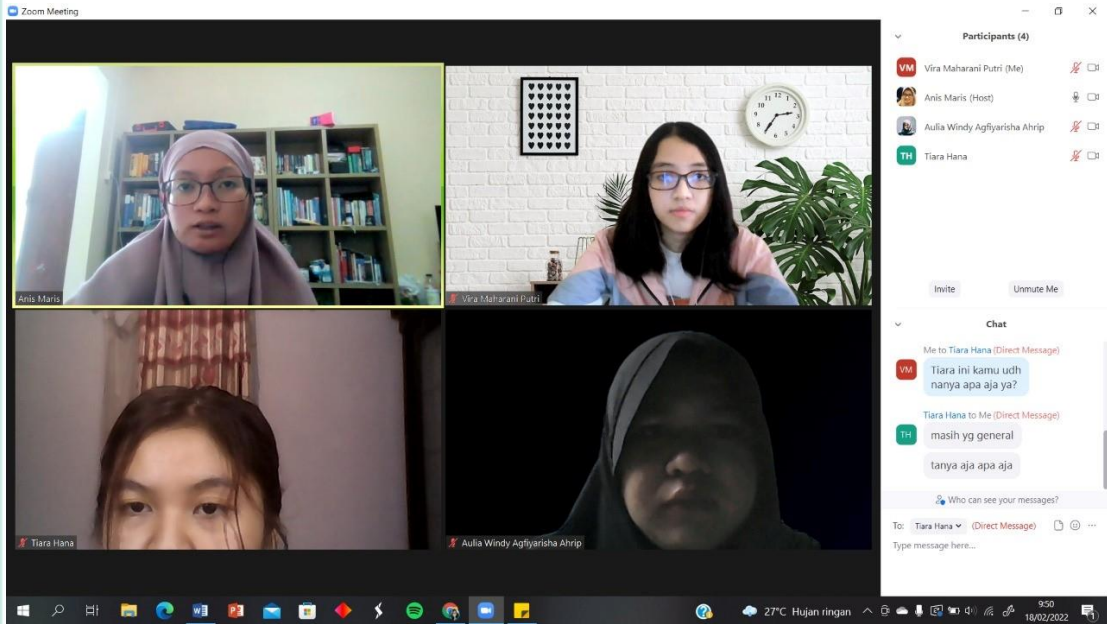 Zoom Meeting
Participants (4)
VM Vira Maharani Putri (Me)
Anis Maris (Host)
Aulia Windy Agfiyarisha Ahrip
TH Tiara Hana
Invite Unmute Me
Anis Maris
Vira Maharani Putri
Tiara Hana
Aulia Windy Agfiyarisha Ahrip
Chat
Me to Tiara Hana (Direct Message)
VM
Tiara ini kamu udh
nanya apa aja ya?
Tiara Hana to Me (Direct Message)
TH
masih yg general
tanya aja apa aja
Who can see your messages?
To: Tiara Hana (Direct Message)
Type message here...
27°C Hujan ringan
9:50
18/02/2022